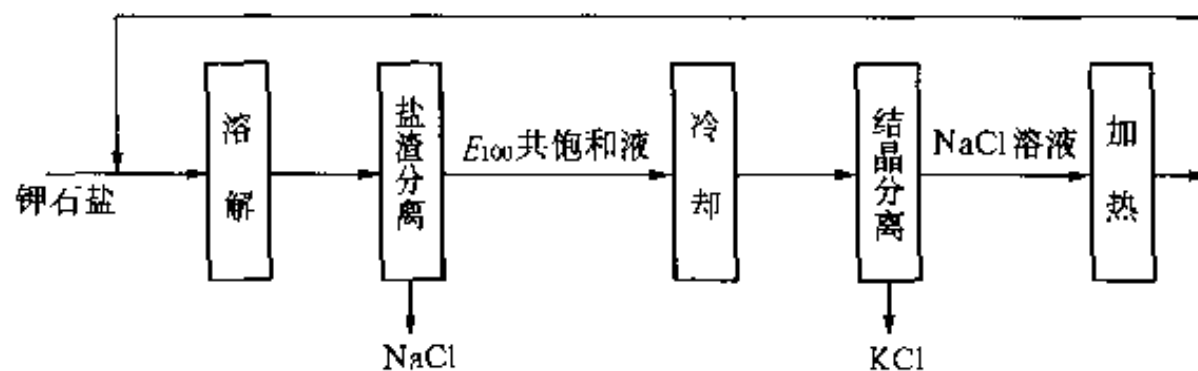 钾石盐
溶解
盐渣分离
E₁₀₀共饱和液
冷却
结晶分离
NaCl溶液
加热
NaCl
KCl